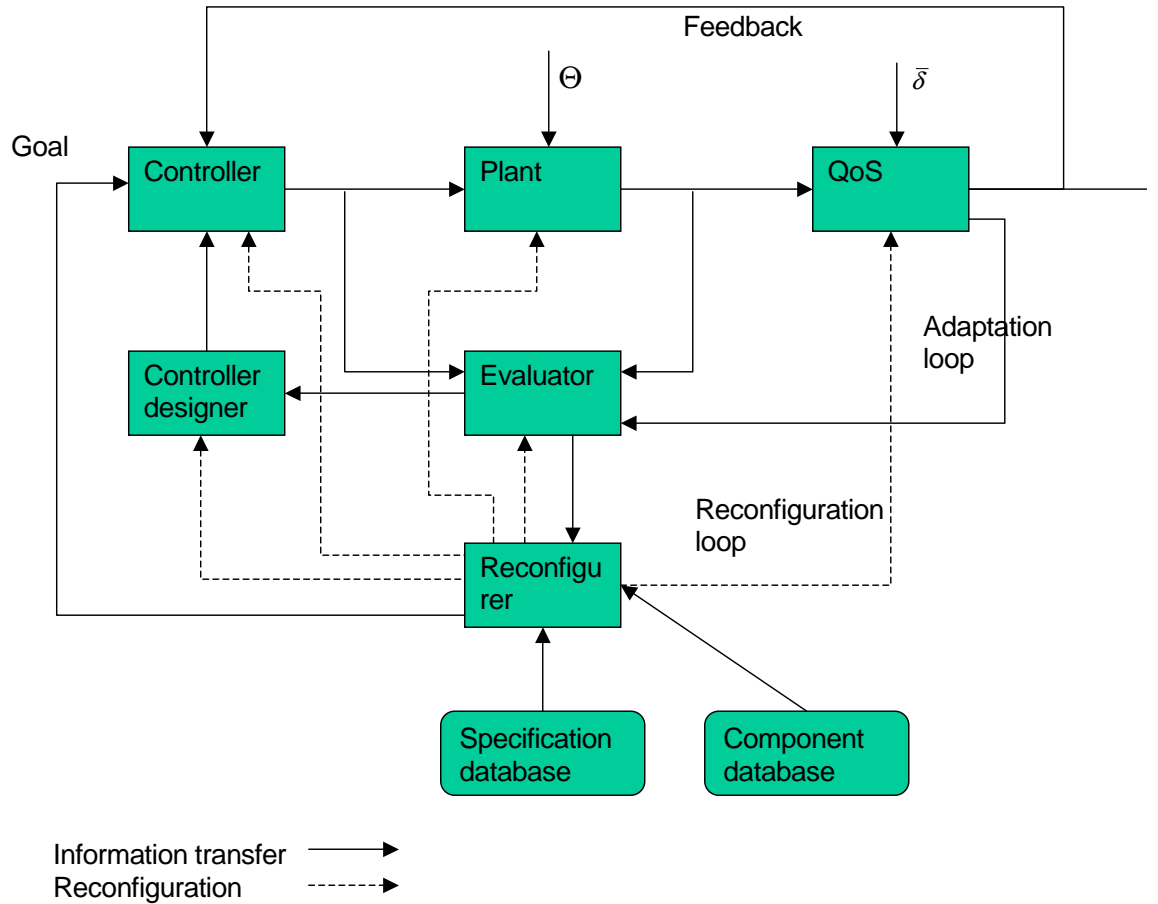 Feedback
Θ
δ̄
Goal
Controller
Plant
QoS
Adaptation
loop
Controller
designer
Evaluator
Reconfiguration
loop
Reconfigu
rer
Specification
database
Component
database
Information transfer
Reconfiguration